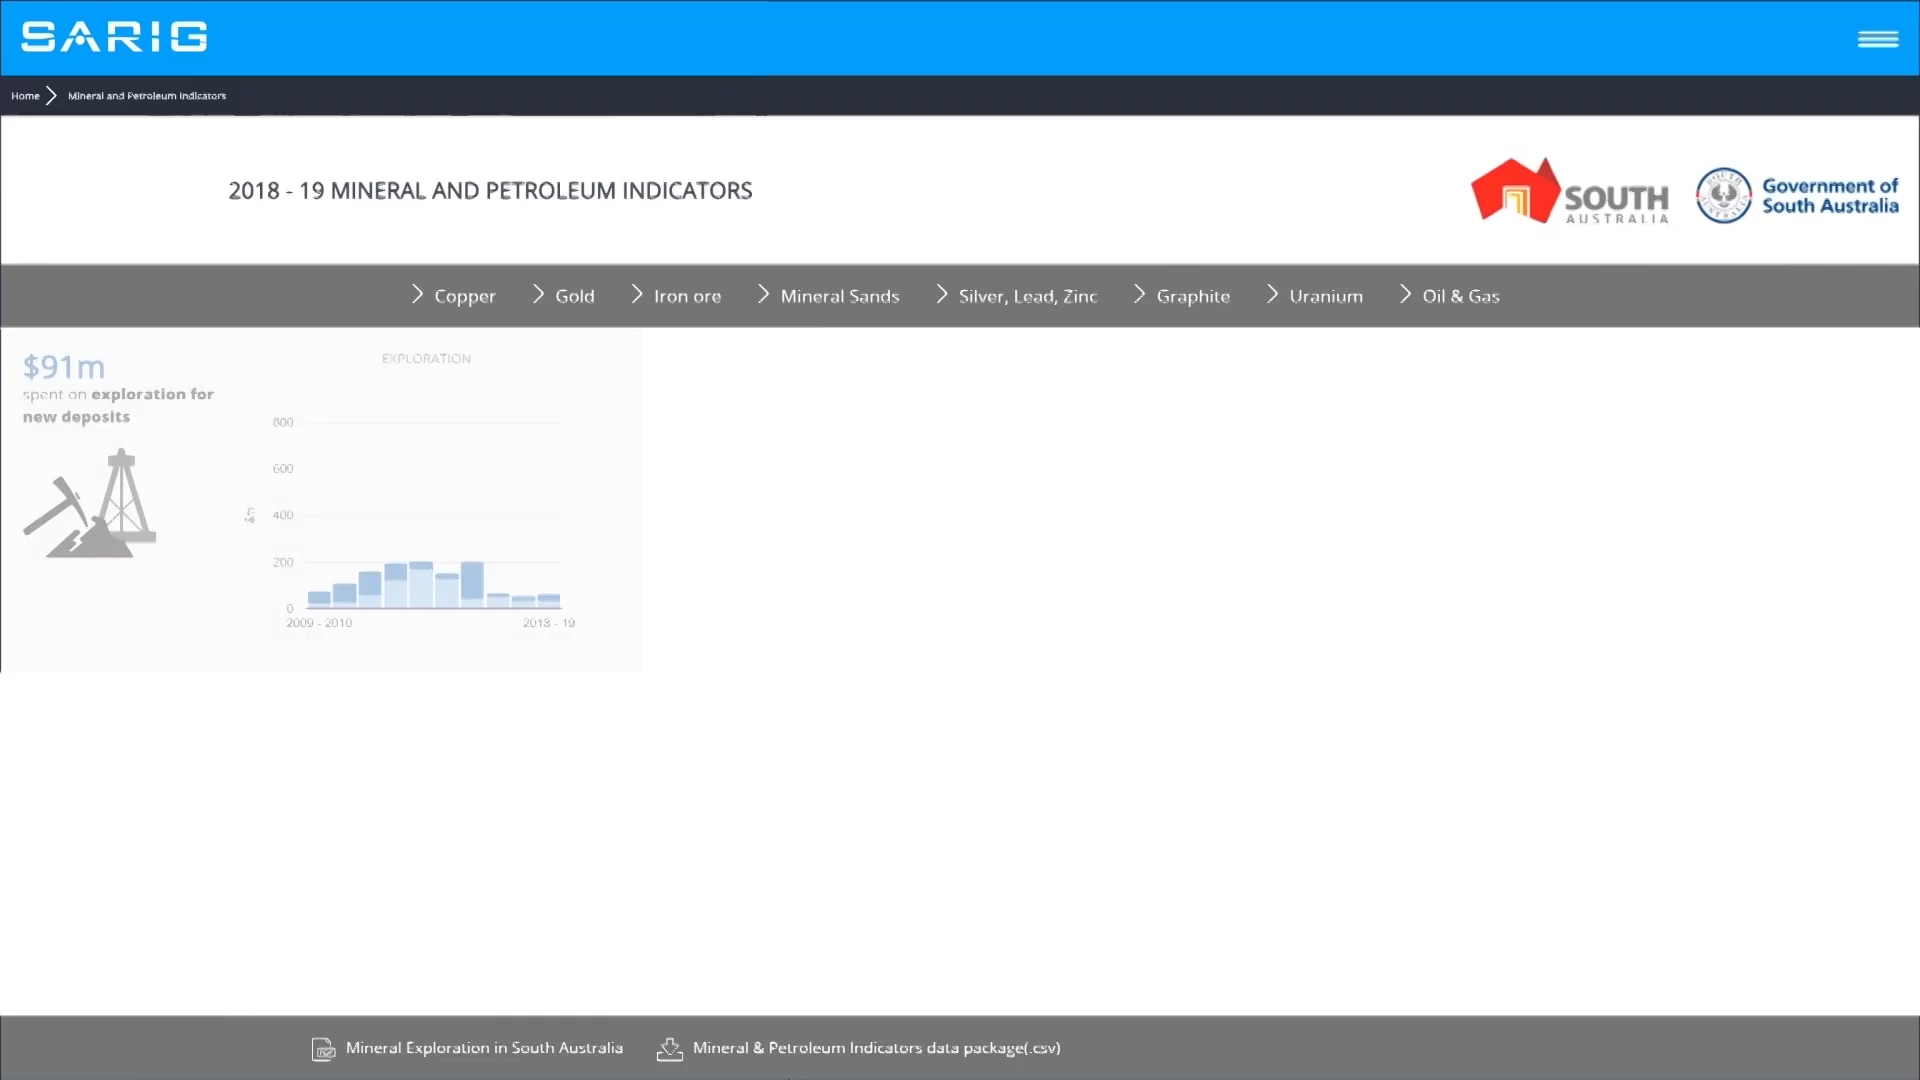 SARIG
Home
Mineral and Petroleum Indicators
2018 - 19 MINERAL AND PETROLEUM INDICATORS
SOUTH
AUSTRALIA
Government of
South Australia
Copper
Gold
Iron ore
Mineral Sands
Silver, Lead, Zinc
Graphite
Uranium
Oil & Gas
$91m
spent on exploration for
new deposits
EXPLORATION
800
600
$m
400
200
0
2009 - 2010
2018 - 19
Mineral Exploration in South Australia
Mineral & Petroleum Indicators data package(.csv)